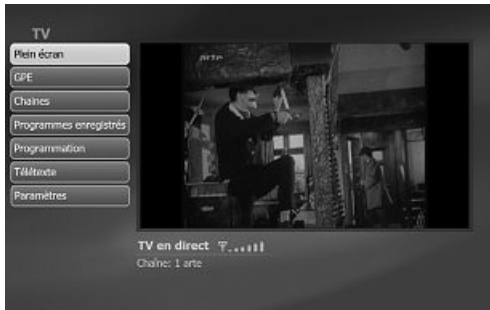 TV
Plein écran
GPE
Chaînes
Programmes enregistrés
Programmation
Télétexte
Paramètres
arte
TV en direct
Chaîne: 1 arte